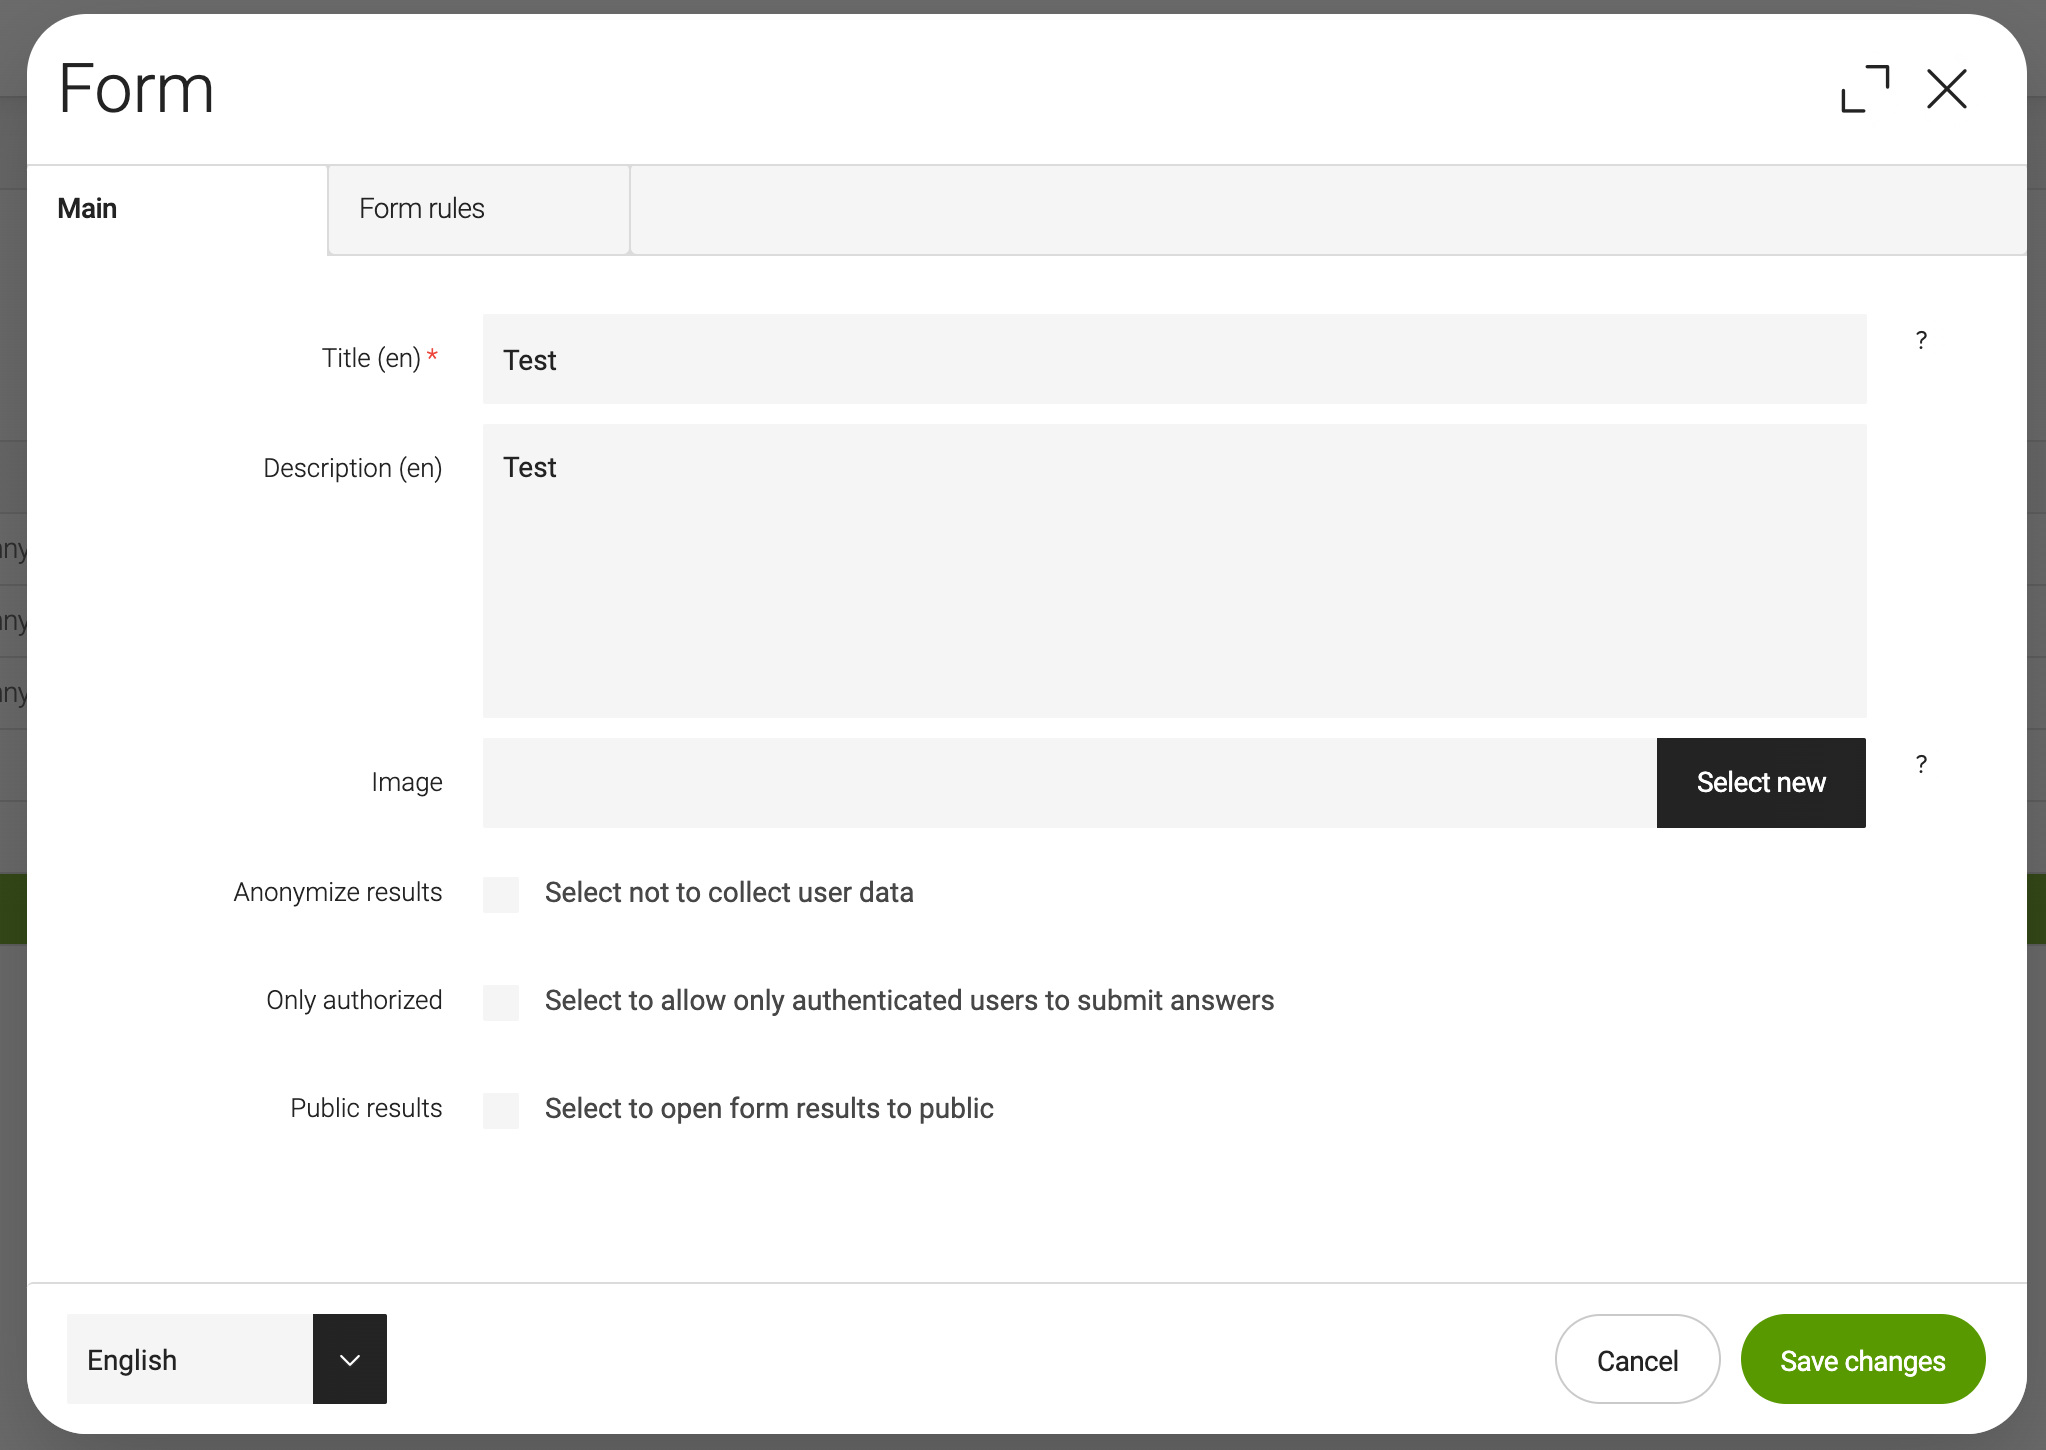 Form
Main
Form rules
Title (en) *
Test
?
Description (en)
Test
Image
Select new
?
Anonymize results
Select not to collect user data
Only authorized
Select to allow only authenticated users to submit answers
Public results
Select to open form results to public
English
Cancel
Save changes